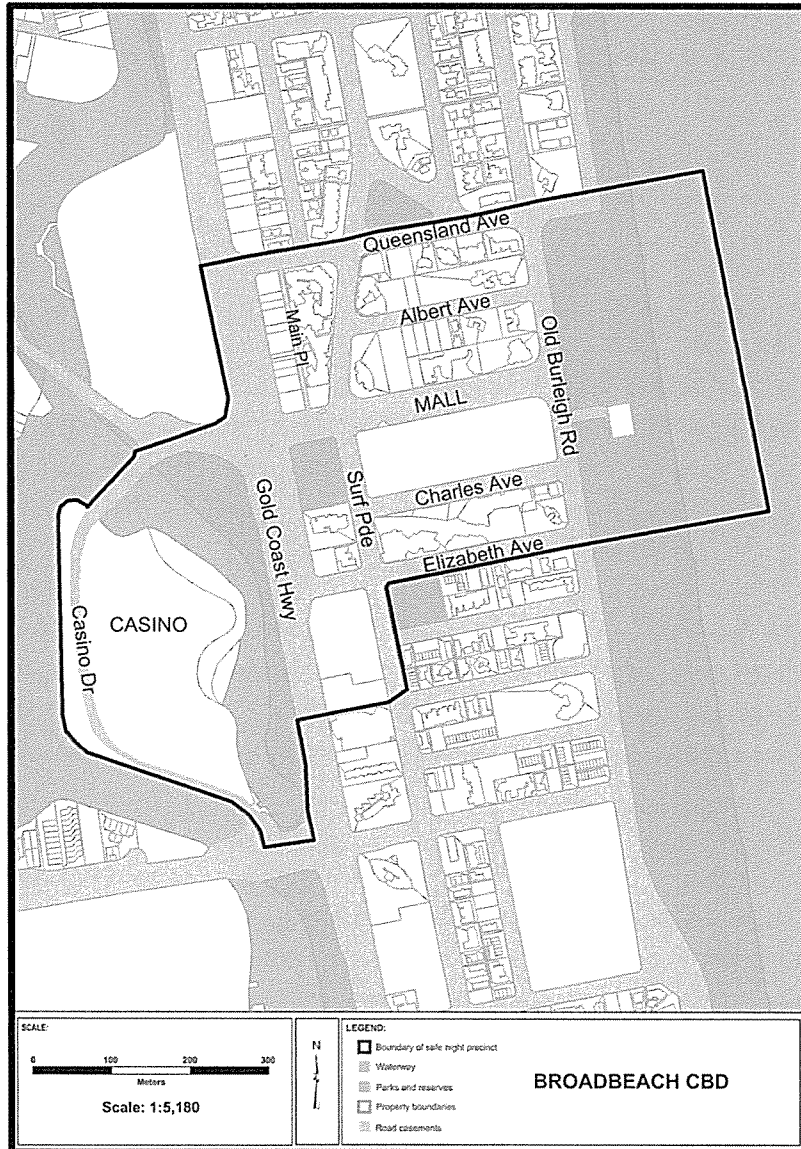 Queensland Ave
Albert Ave
Main Pl
Old Burleigh Rd
MALL
Surf Pde
Charles Ave
Gold Coast Hwy
Elizabeth Ave
CASINO
Casino Dr
SCALE:
0 100 200 300
Meters
Scale: 1:5,180
N
LEGEND:
Boundary of safe night precinct
Waterway
Parks and reserves
Property boundaries
Road casements
BROADBEACH CBD